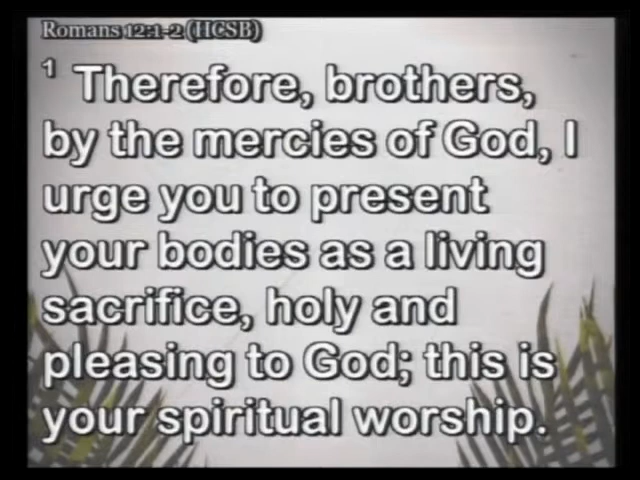 Romans 12:1-2 (HCSB)
1 Therefore, brothers,
by the mercies of God, I
urge you to present
your bodies as a living
sacrifice, holy and
pleasing to God; this is
your spiritual worship.